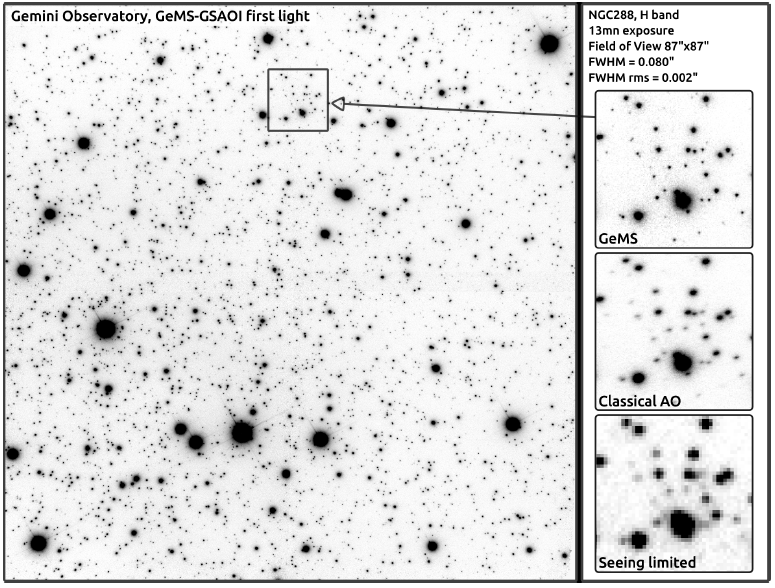 Gemini Observatory, GeMS-GSAOI first light
NGC288, H band
13mn exposure
Field of View 87"x87"
FWHM = 0.080"
FWHM rms = 0.002"
GeMS
Classical AO
Seeing limited